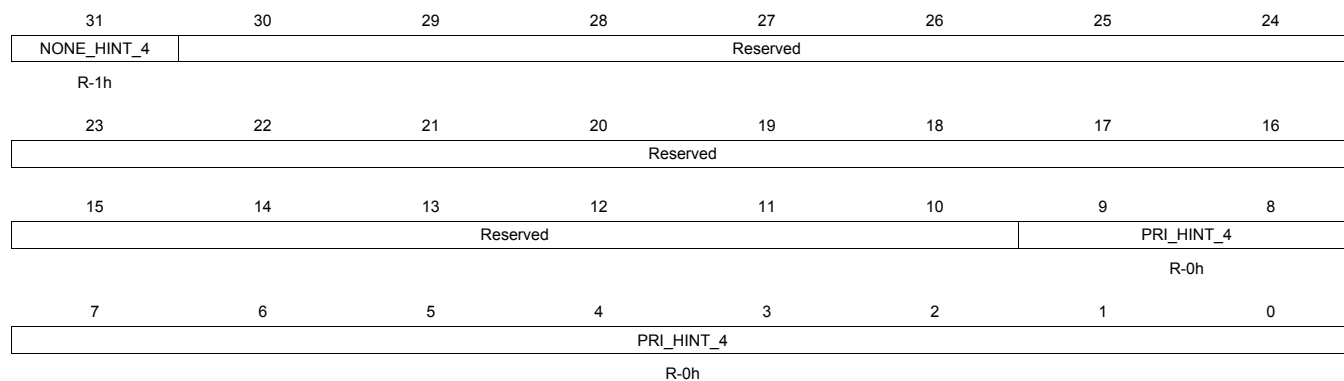 31 30 29 28 27 26 25 24
NONE_HINT_4 Reserved
R-1h
23 22 21 20 19 18 17 16
Reserved
15 14 13 12 11 10 9 8
Reserved PRI_HINT_4
R-0h
7 6 5 4 3 2 1 0
PRI_HINT_4
R-0h